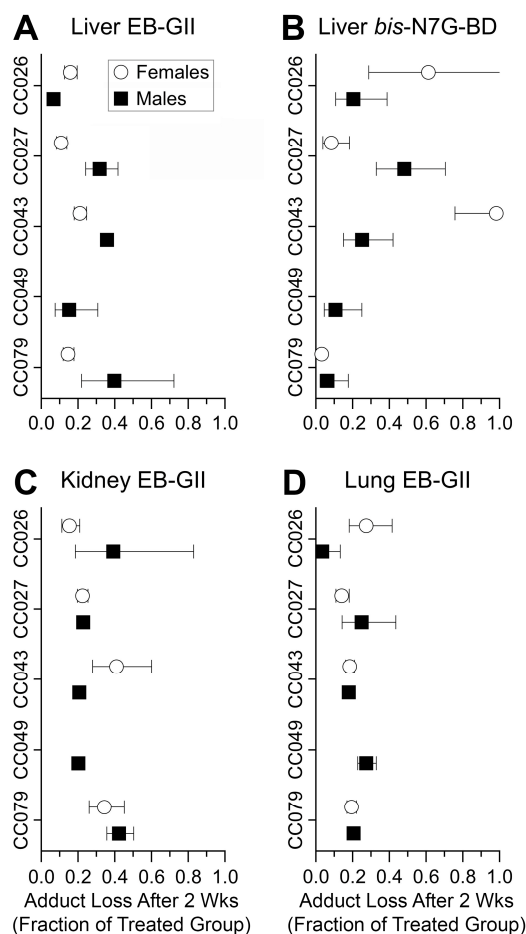 A Liver EB-GII
Females
Males
CC026
CC027
CC043
CC049
CC079
0.0 0.2 0.4 0.6 0.8 1.0
B Liver bis-N7G-BD
CC026
CC027
CC043
CC049
CC079
0.0 0.2 0.4 0.6 0.8 1.0
C Kidney EB-GII
CC026
CC027
CC043
CC049
CC079
0.0 0.2 0.4 0.6 0.8 1.0
Adduct Loss After 2 Wks
(Fraction of Treated Group)
D Lung EB-GII
CC026
CC027
CC043
CC049
CC079
0.0 0.2 0.4 0.6 0.8 1.0
Adduct Loss After 2 Wks
(Fraction of Treated Group)